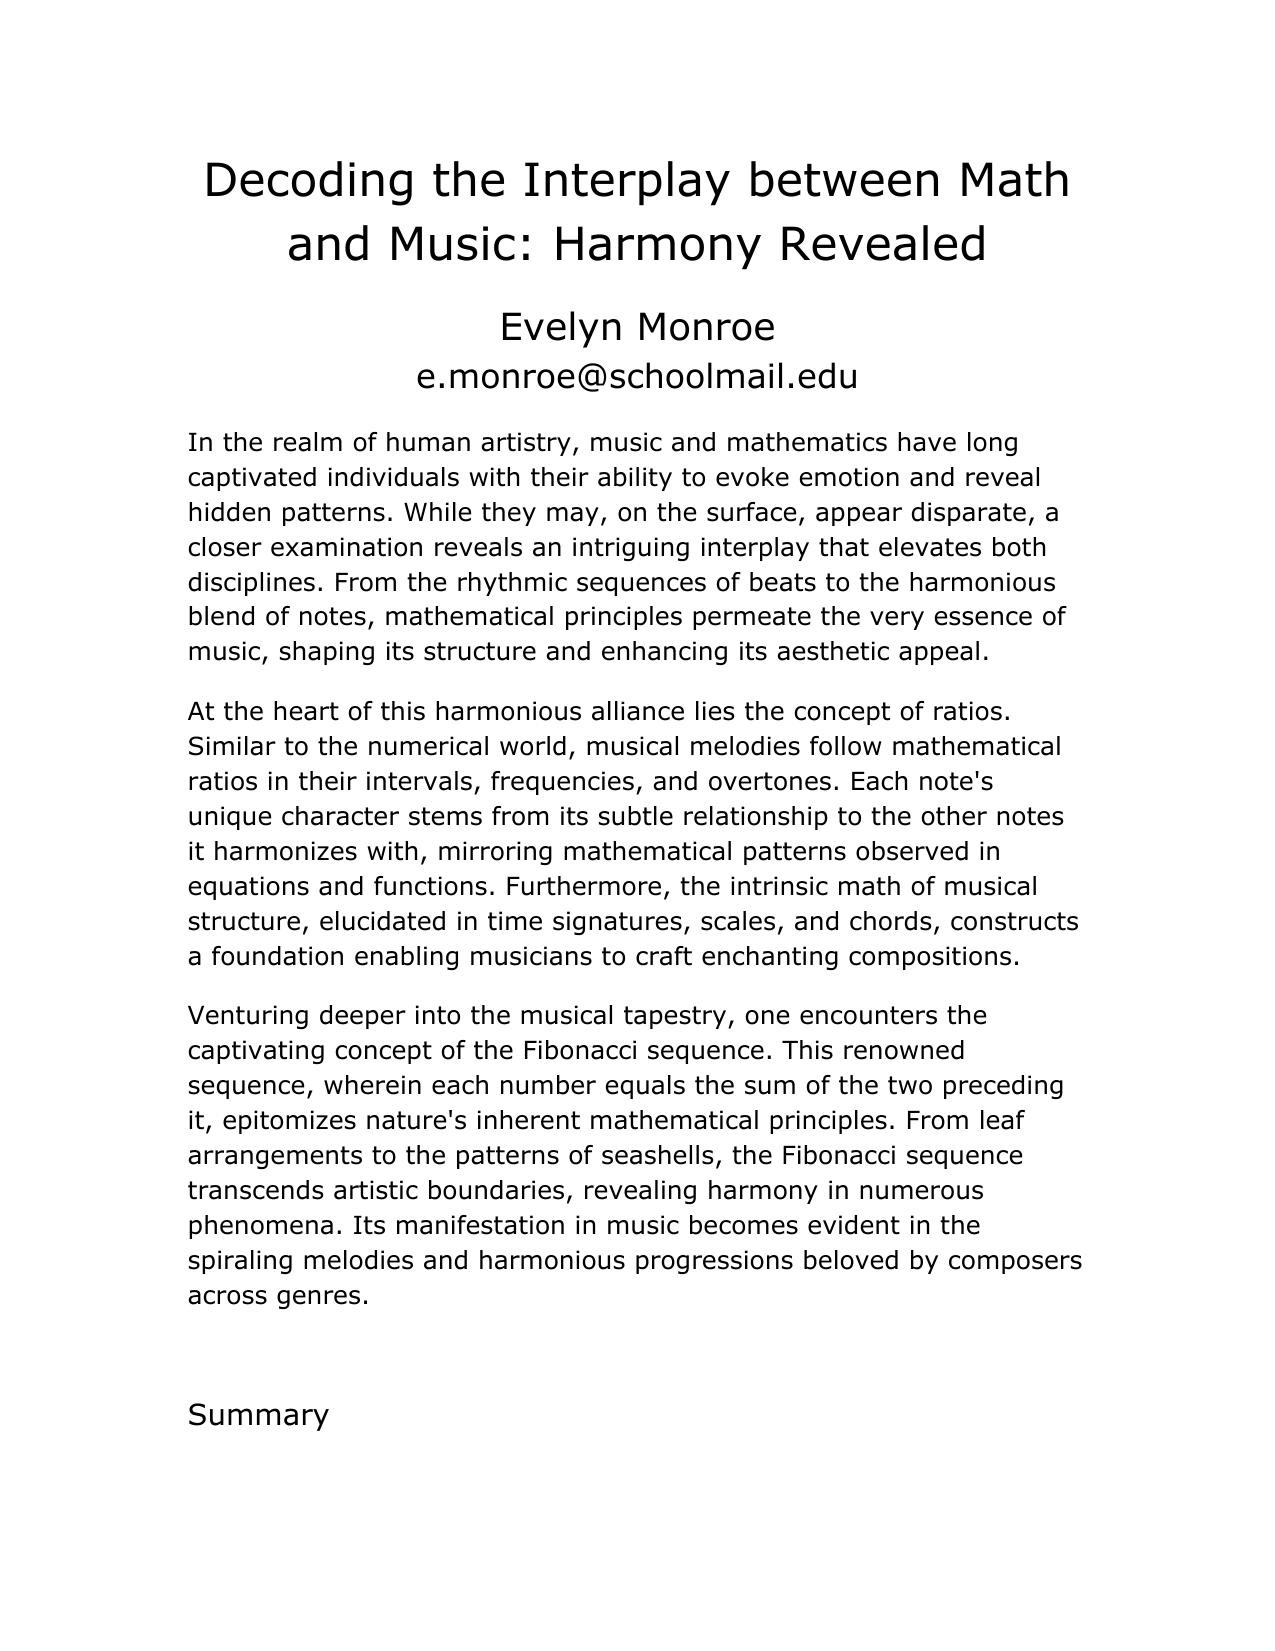 Decoding the Interplay between Math
and Music: Harmony Revealed
Evelyn Monroe
e.monroe@schoolmail.edu
In the realm of human artistry, music and mathematics have long
captivated individuals with their ability to evoke emotion and reveal
hidden patterns. While they may, on the surface, appear disparate, a
closer examination reveals an intriguing interplay that elevates both
disciplines. From the rhythmic sequences of beats to the harmonious
blend of notes, mathematical principles permeate the very essence of
music, shaping its structure and enhancing its aesthetic appeal.
At the heart of this harmonious alliance lies the concept of ratios.
Similar to the numerical world, musical melodies follow mathematical
ratios in their intervals, frequencies, and overtones. Each note's
unique character stems from its subtle relationship to the other notes
it harmonizes with, mirroring mathematical patterns observed in
equations and functions. Furthermore, the intrinsic math of musical
structure, elucidated in time signatures, scales, and chords, constructs
a foundation enabling musicians to craft enchanting compositions.
Venturing deeper into the musical tapestry, one encounters the
captivating concept of the Fibonacci sequence. This renowned
sequence, wherein each number equals the sum of the two preceding
it, epitomizes nature's inherent mathematical principles. From leaf
arrangements to the patterns of seashells, the Fibonacci sequence
transcends artistic boundaries, revealing harmony in numerous
phenomena. Its manifestation in music becomes evident in the
spiraling melodies and harmonious progressions beloved by composers
across genres.
Summary